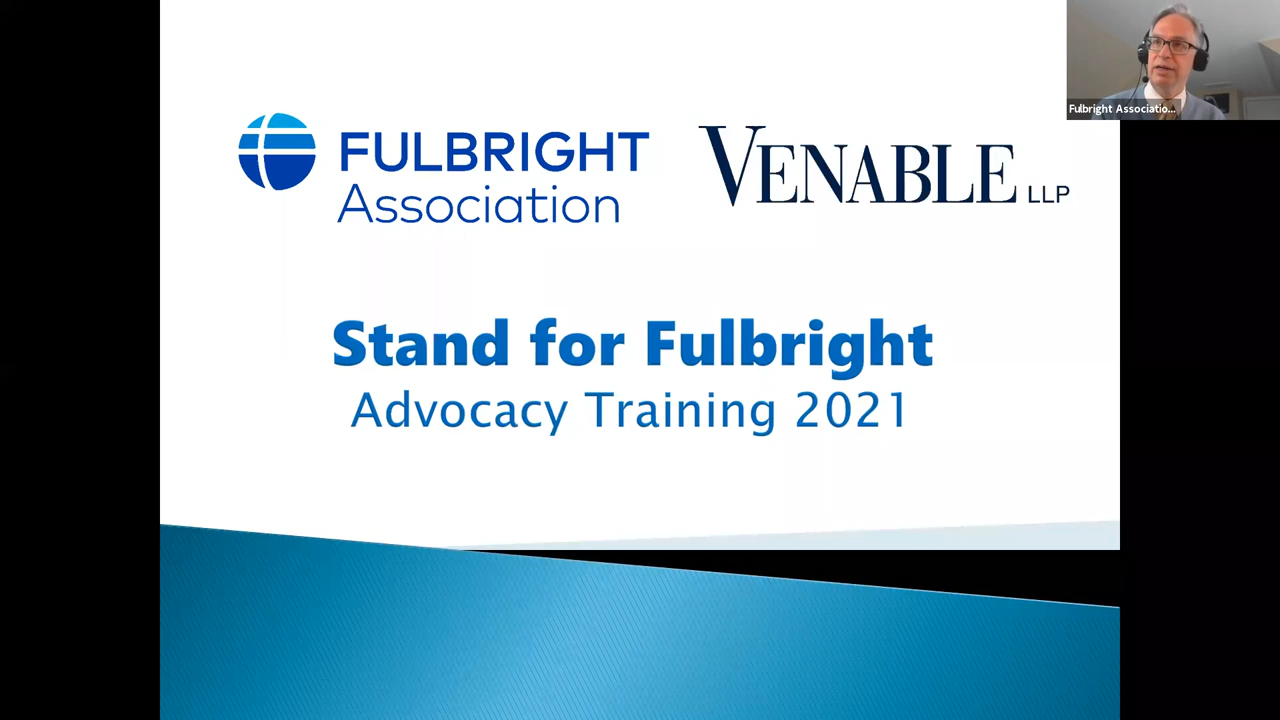 FULBRIGHT
Association
VENABLE LLP
Fulbright Associatio...
Stand for Fulbright
Advocacy Training 2021